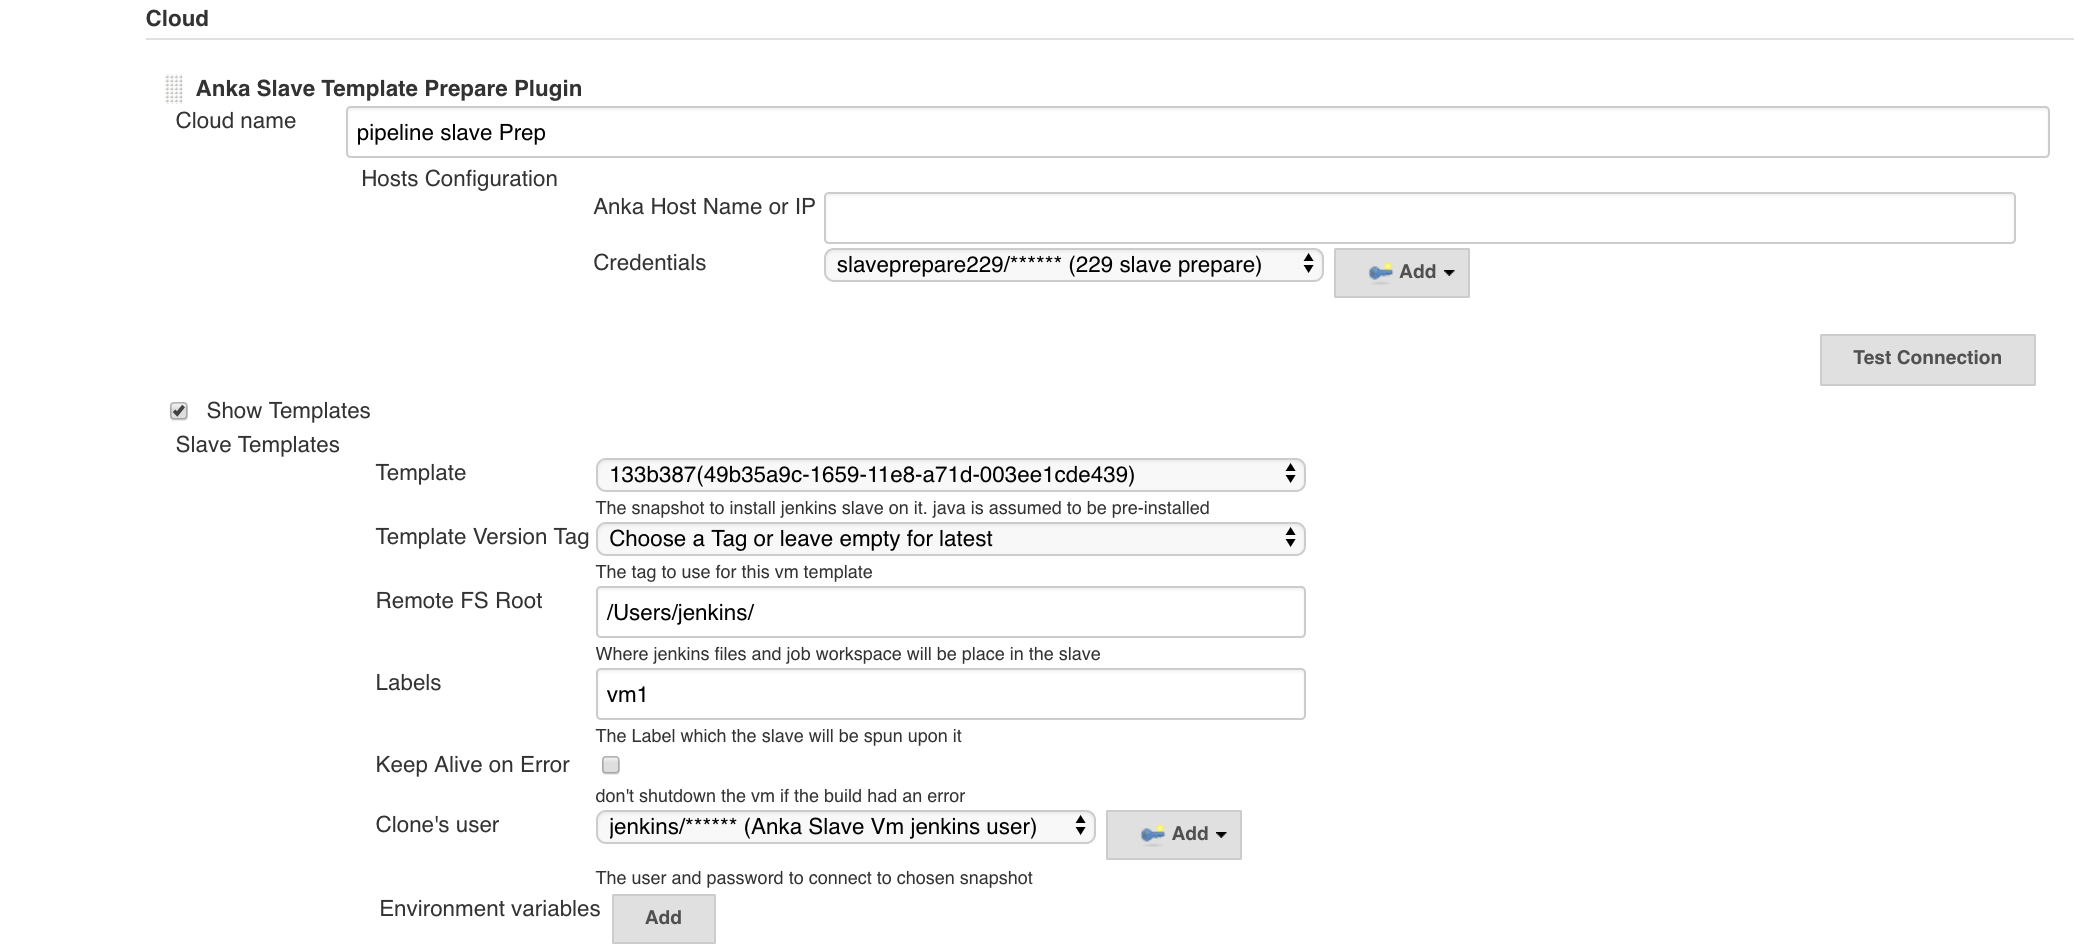 Cloud
Anka Slave Template Prepare Plugin
Cloud name
pipeline slave Prep
Hosts Configuration
Anka Host Name or IP
Credentials
slaveprepare229/****** (229 slave prepare)
Add
Test Connection
Show Templates
Slave Templates
Template
133b387(49b35a9c-1659-11e8-a71d-003ee1cde439)
The snapshot to install jenkins slave on it. java is assumed to be pre-installed
Template Version Tag
Choose a Tag or leave empty for latest
The tag to use for this vm template
Remote FS Root
/Users/jenkins/
Where jenkins files and job workspace will be place in the slave
Labels
vm1
The Label which the slave will be spun upon it
Keep Alive on Error
don't shutdown the vm if the build had an error
Clone's user
jenkins/****** (Anka Slave Vm jenkins user)
Add
The user and password to connect to chosen snapshot
Environment variables
Add